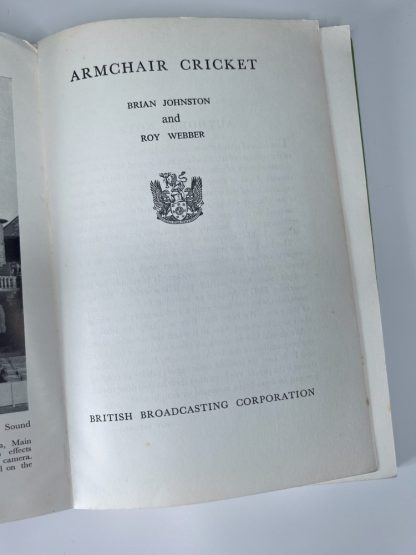 Sound
a, Main
effects
camera.
d on the
ARMCHAIR CRICKET
BRIAN JOHNSTON
and
ROY WEBBER
BRITISH BROADCASTING CORPORATION